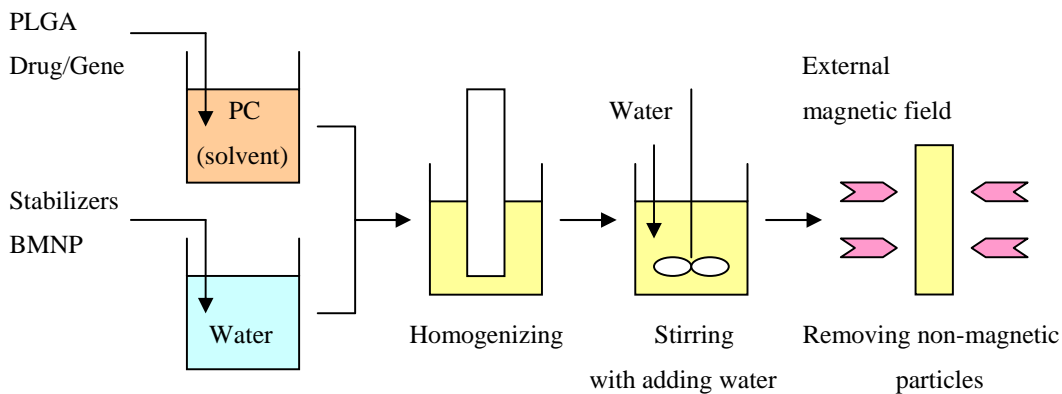 PLGA
Drug/Gene
PC
(solvent)
Stabilizers
BMNP
Water
Homogenizing
Water
Stirring
with adding water
External
magnetic field
Removing non-magnetic
particles